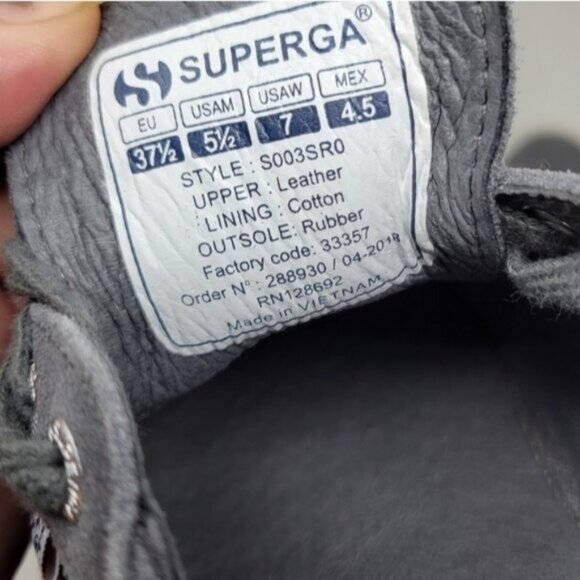 SUPERGA®
EU USAM USAW MEX
37½ 5½ 7 4.5
STYLE : S003SR0
UPPER : Leather
LINING : Cotton
OUTSOLE: Rubber
Factory code: 33357
Order N° : 288930 / 04-2018
RN128692
Made in VIETNAM